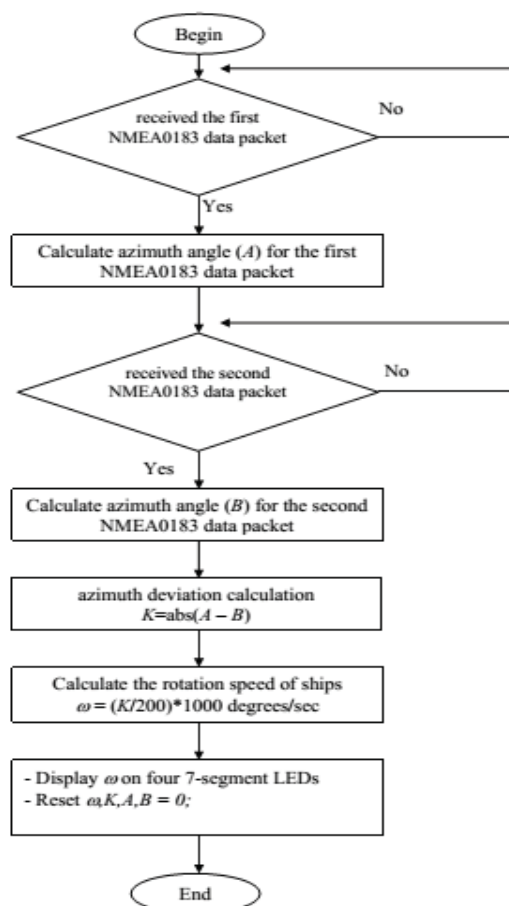 Begin
received the first
NMEA0183 data packet
No
Yes
Calculate azimuth angle (A) for the first
NMEA0183 data packet
received the second
NMEA0183 data packet
No
Yes
Calculate azimuth angle (B) for the second
NMEA0183 data packet
azimuth deviation calculation
K=abs(A – B)
Calculate the rotation speed of ships
ω = (K/200)*1000 degrees/sec
- Display ω on four 7-segment LEDs
- Reset ω,K,A,B = 0;
End